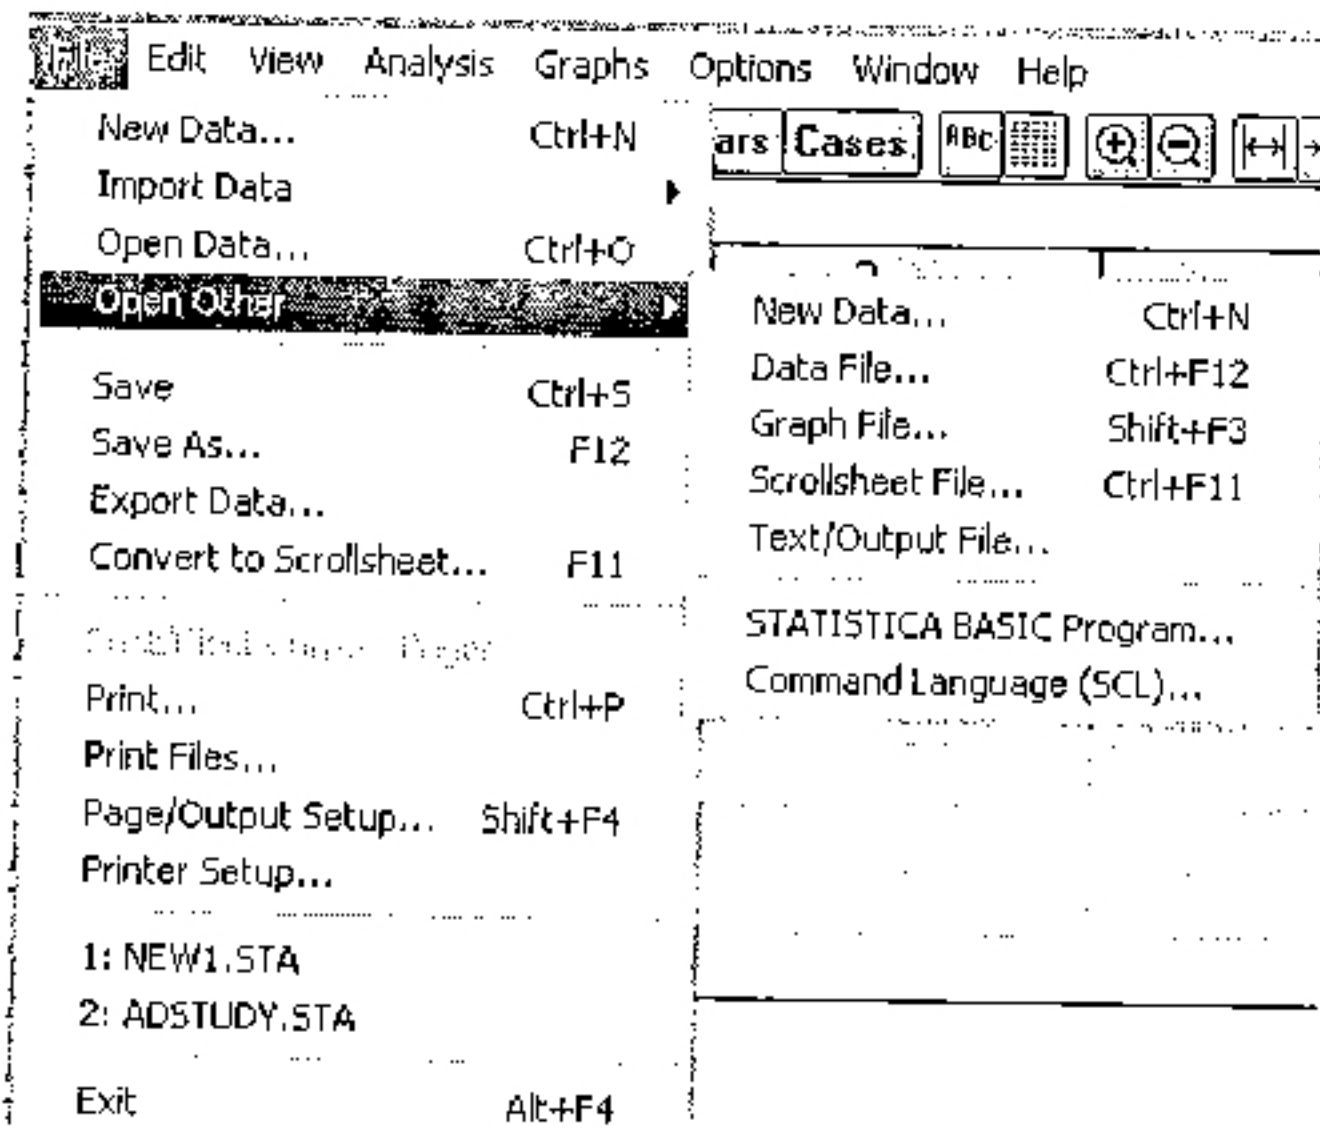 File Edit View Analysis Graphs Options Window Help
ars Cases ABC
New Data... Ctrl+N
Import Data
Open Data... Ctrl+O
Open Other
Save Ctrl+S
Save As... F12
Export Data...
Convert to Scrollsheet... F11
Print... Ctrl+P
Print Files...
Page/Output Setup... Shift+F4
Printer Setup...
1: NEW1.STA
2: ADSTUDY.STA
Exit Alt+F4
New Data... Ctrl+N
Data File... Ctrl+F12
Graph File... Shift+F3
Scrollsheet File... Ctrl+F11
Text/Output File...
STATISTICA BASIC Program...
Command Language (SCL)...